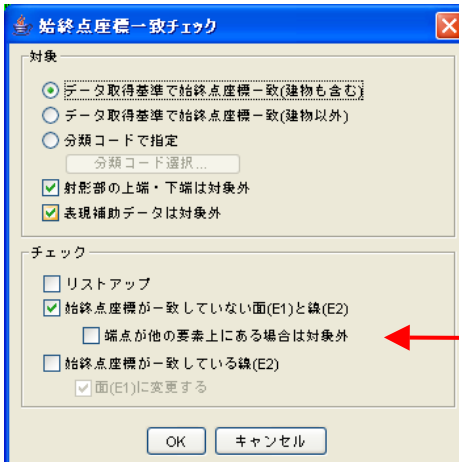 始終点座標一致チェック
対象
データ取得基準で始終点座標一致(建物も含む)
データ取得基準で始終点座標一致(建物以外)
分類コードで指定
分類コード選択...
射影部の上端・下端は対象外
表現補助データは対象外
チェック
リストアップ
始終点座標が一致していない面(E1)と線(E2)
端点が他の要素上にある場合は対象外
始終点座標が一致している線(E2)
面(E1)に変更する
OK キャンセル